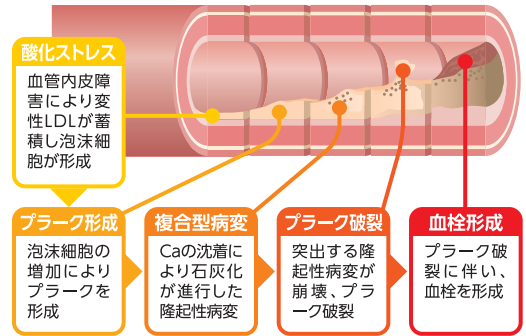 酸化ストレス
血管内皮障
害により変
性LDLが蓄
積し泡沫細
胞が形成
プラーク形成
泡沫細胞の
増加により
プラークを
形成
複合型病変
Caの沈着に
より石灰化
が進行した
隆起性病変
プラーク破裂
突出する隆
起性病変が
崩壊、プラ
ーク破裂
血栓形成
プラーク破
裂に伴い、
血栓を形成